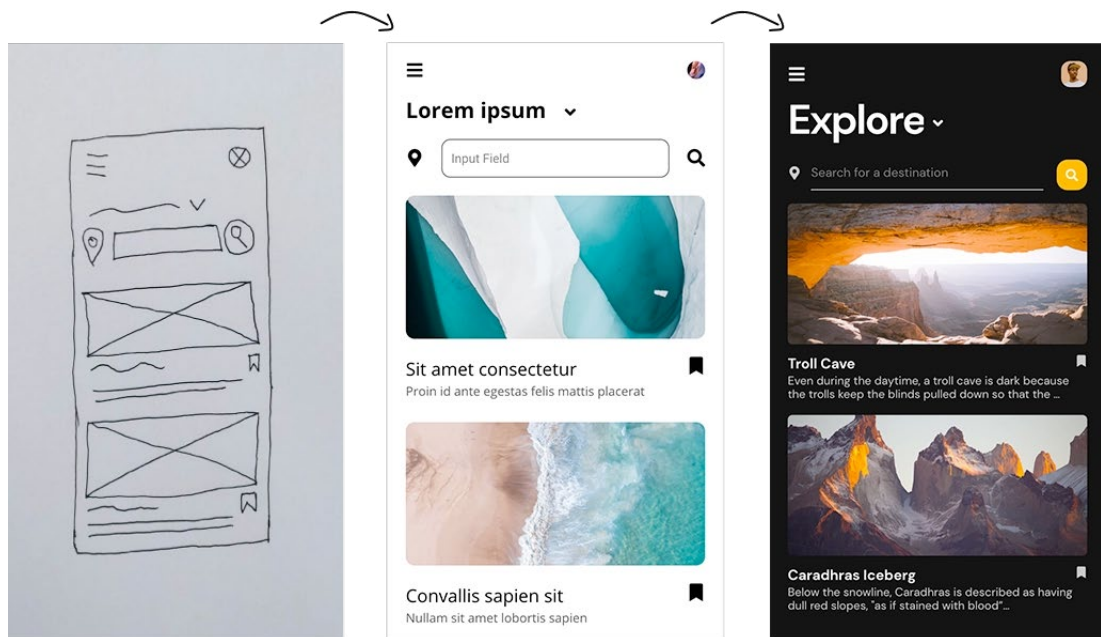 Lorem ipsum
Input Field
Sit amet consectetur
Proin id ante egestas felis mattis placerat
Convallis sapien sit
Nullam sit amet lobortis sapien
Explore
Search for a destination
Troll Cave
Even during the daytime, a troll cave is dark because
the trolls keep the blinds pulled down so that the ...
Caradhras Iceberg
Below the snowline, Caradhras is described as having
dull red slopes, "as if stained with blood"...